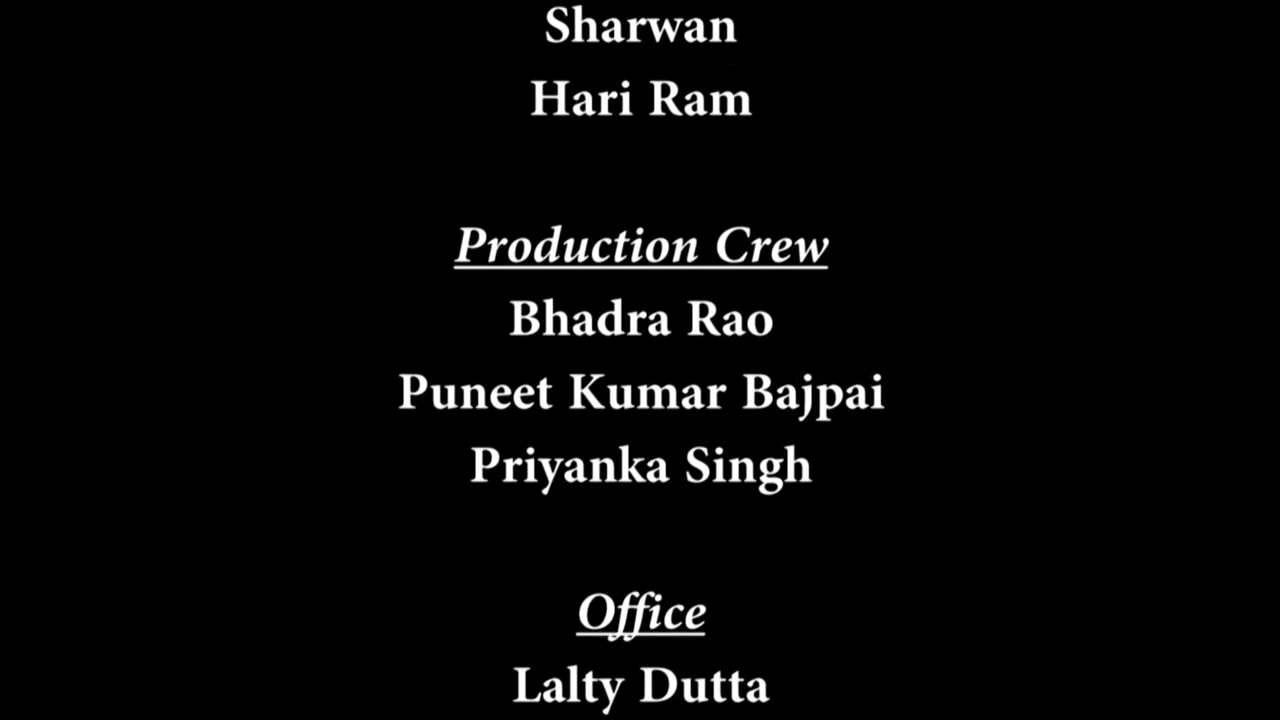 Sharwan
Hari Ram
Production Crew
Bhadra Rao
Puneet Kumar Bajpai
Priyanka Singh
Office
Lalty Dutta